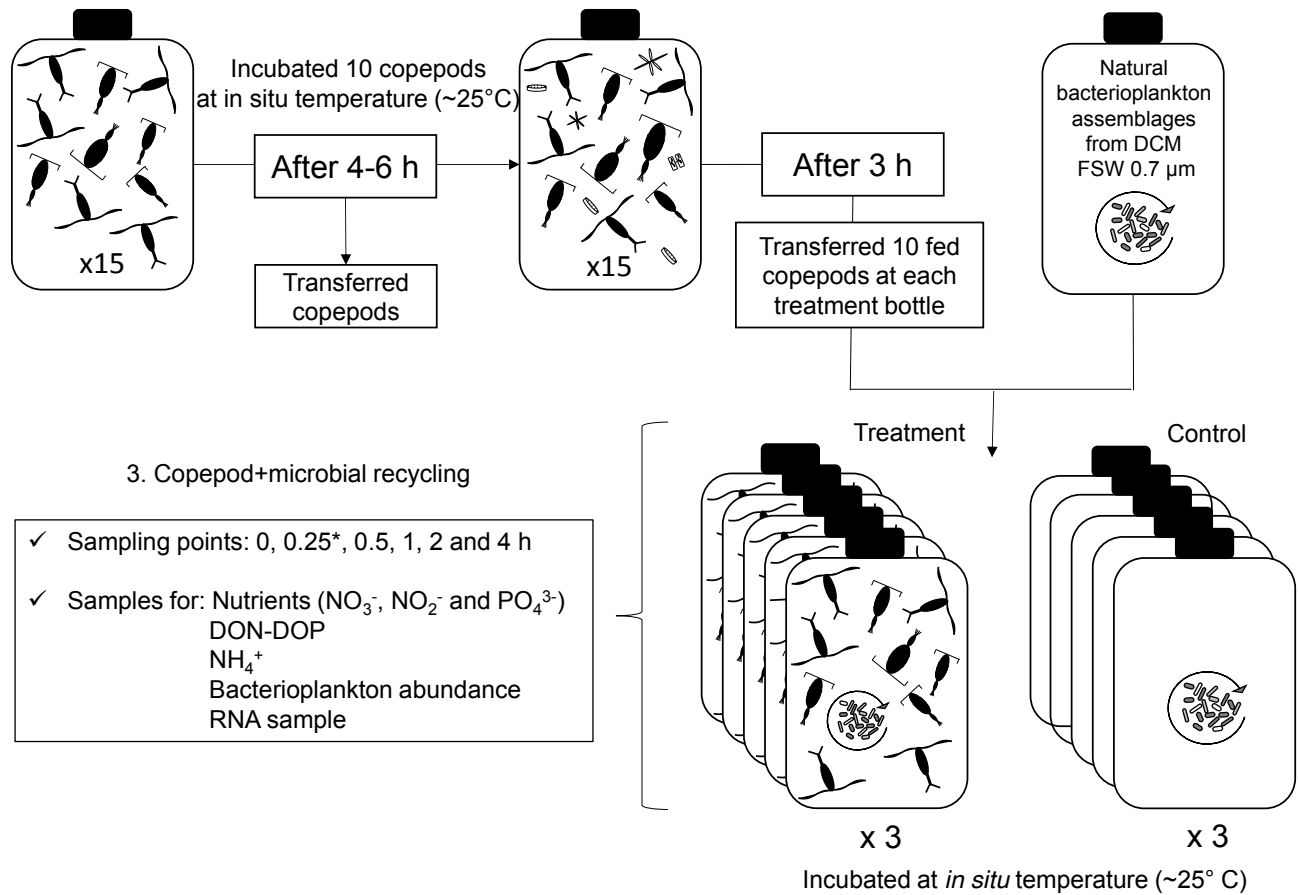 Incubated 10 copepods
at in situ temperature (~25°C)
After 4-6 h
Transferred
copepods
x15
x15
After 3 h
Transferred 10 fed
copepods at each
treatment bottle
Natural
bacterioplankton
assemblages
from DCM
FSW 0.7 µm
Treatment
Control
3. Copepod+microbial recycling
✓ Sampling points: 0, 0.25*, 0.5, 1, 2 and 4 h
✓ Samples for: Nutrients (NO₃⁻, NO₂⁻ and PO₄³⁻)
DON-DOP
NH₄⁺
Bacterioplankton abundance
RNA sample
x 3
x 3
Incubated at in situ temperature (~25° C)